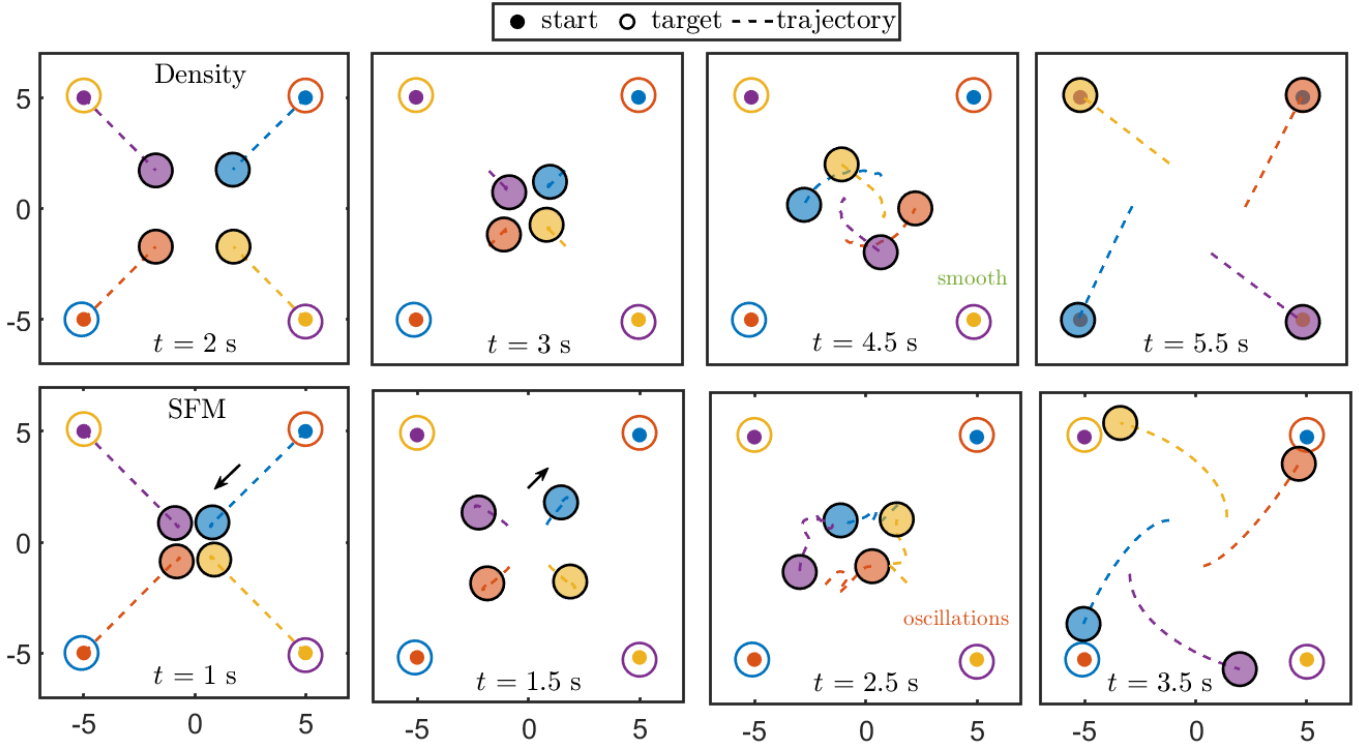 start target trajectory
Density
5
0
-5
t = 2 s
t = 3 s
smooth
t = 4.5 s
t = 5.5 s
SFM
5
0
-5
t = 1 s
t = 1.5 s
oscillations
t = 2.5 s
t = 3.5 s
-5 0 5 -5 0 5 -5 0 5 -5 0 5